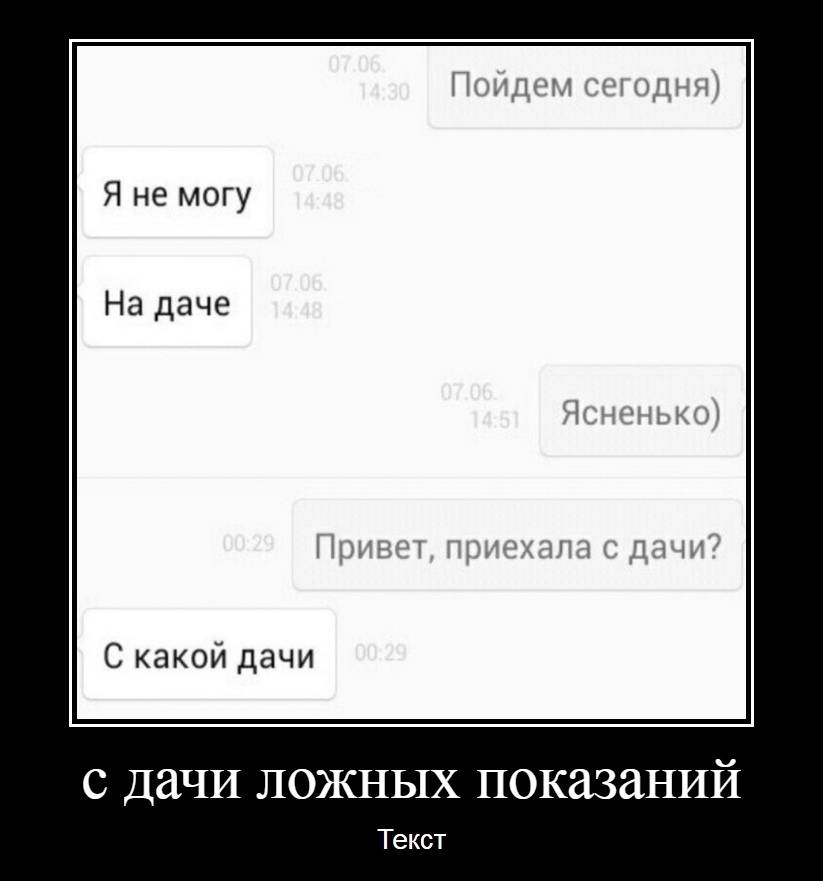 07.06.
14:30
Пойдем сегодня)
Я не могу
07.06.
14:48
На даче
07.06.
14:48
07.06.
14:51
Ясненько)
00:29
Привет, приехала с дачи?
С какой дачи
00:29
с дачи ложных показаний
Текст